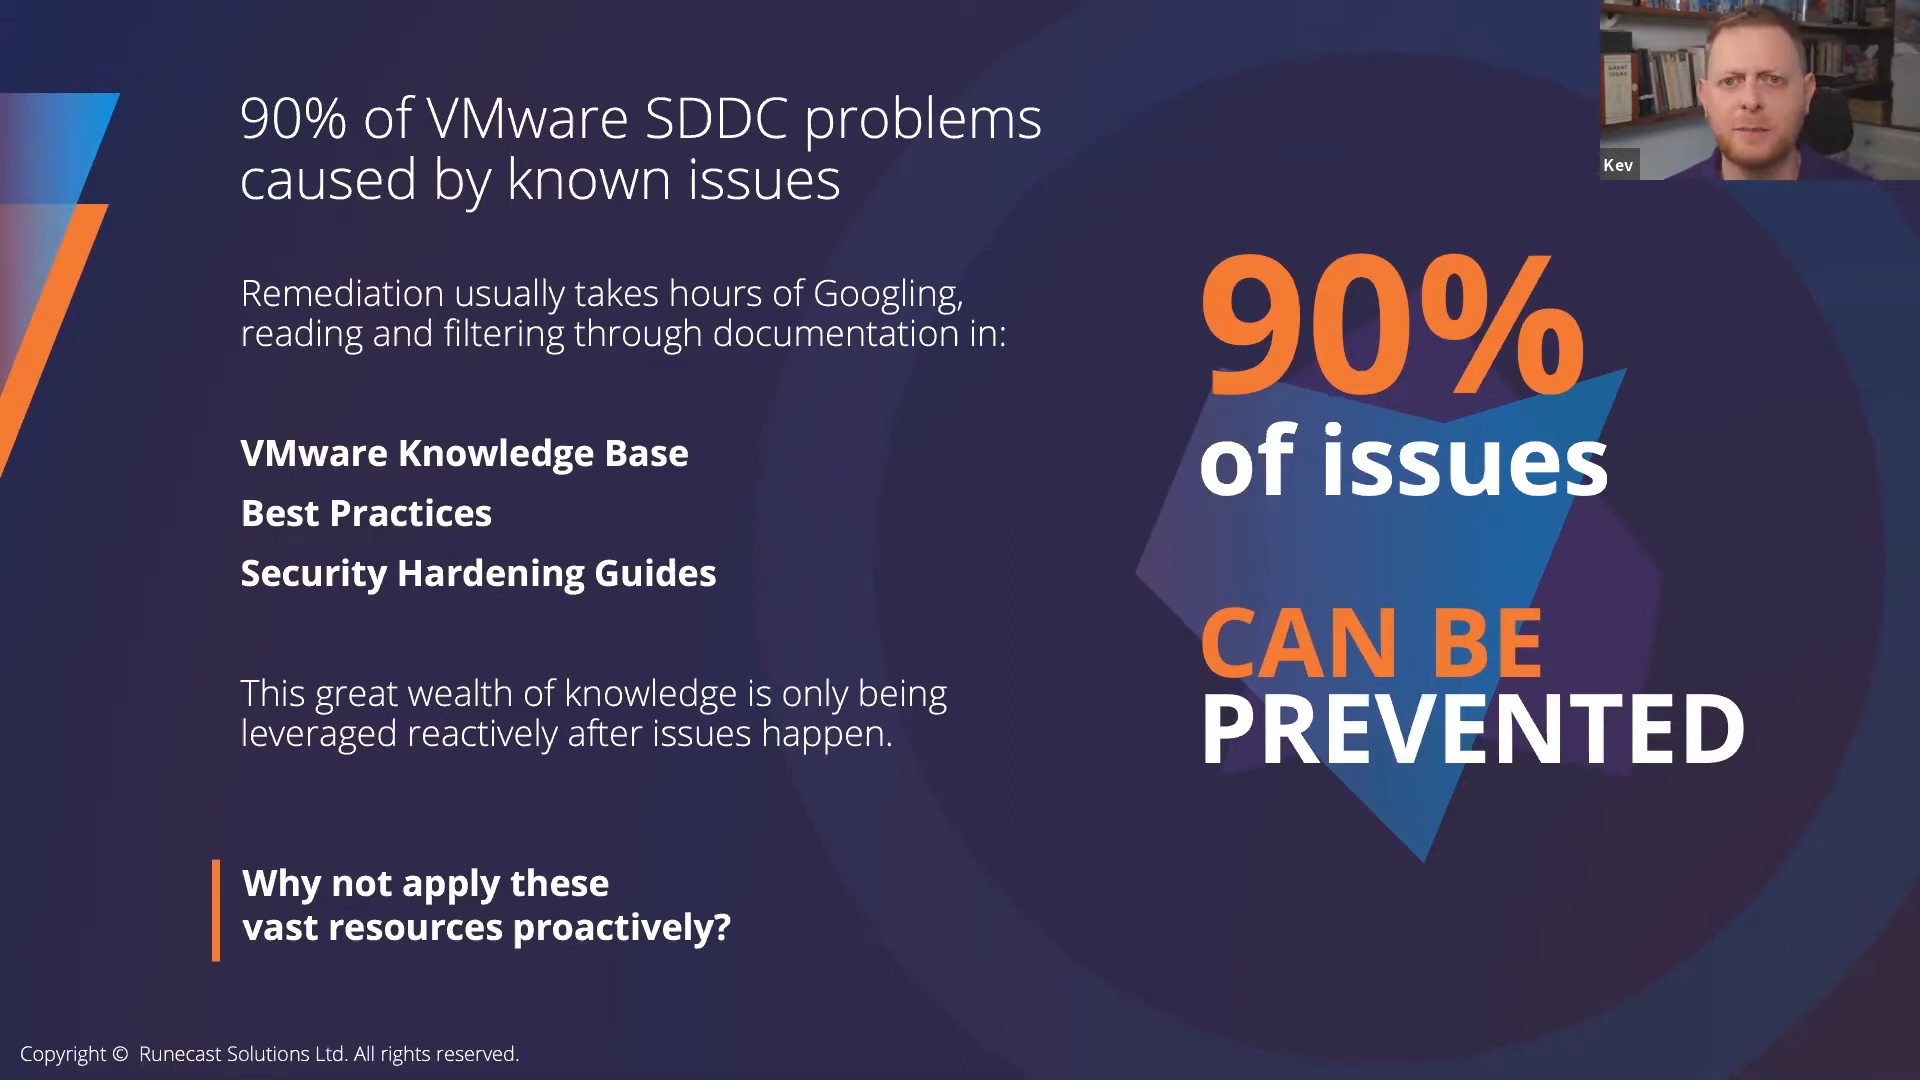 90% of VMware SDDC problems
caused by known issues
Remediation usually takes hours of Googling,
reading and filtering through documentation in:
VMware Knowledge Base
Best Practices
Security Hardening Guides
This great wealth of knowledge is only being
leveraged reactively after issues happen.
Why not apply these
vast resources proactively?
90%
of issues
CAN BE
PREVENTED
GREAT
IDEAS
Kev
Copyright © Runecast Solutions Ltd. All rights reserved.